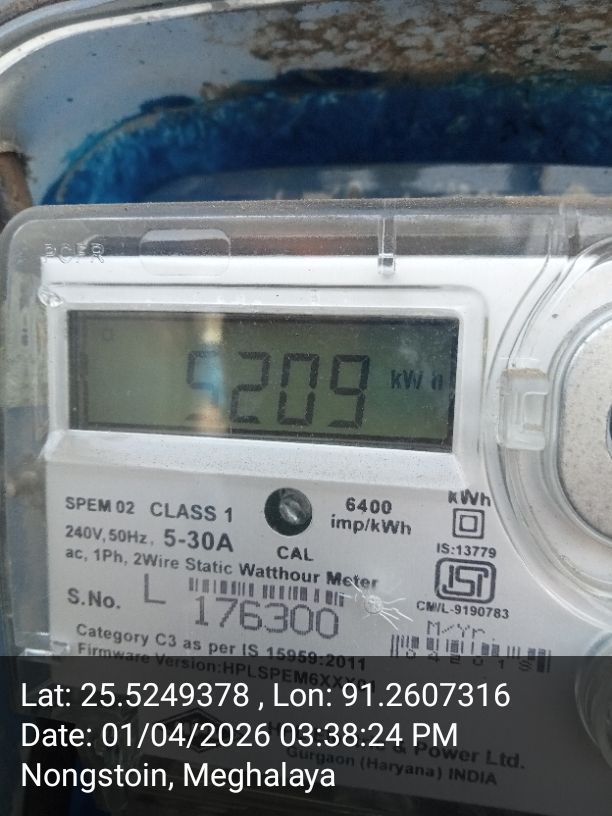 5209 kWh
SPEM 02 CLASS 1
6400
imp/kWh
kWh
240V,50Hz, 5-30A
CAL
IS:13779
ac, 1Ph, 2Wire Static Watthour Meter
ISI
CM/L-9190783
S.No. L 176300
M/Yr.
Category C3 as per IS 15959:2011
Firmware Version:HPLSPEM6XXX01
& Power Ltd.
Gurgaon (Haryana) INDIA
Lat: 25.5249378 , Lon: 91.2607316
Date: 01/04/2026 03:38:24 PM
Nongstoin, Meghalaya